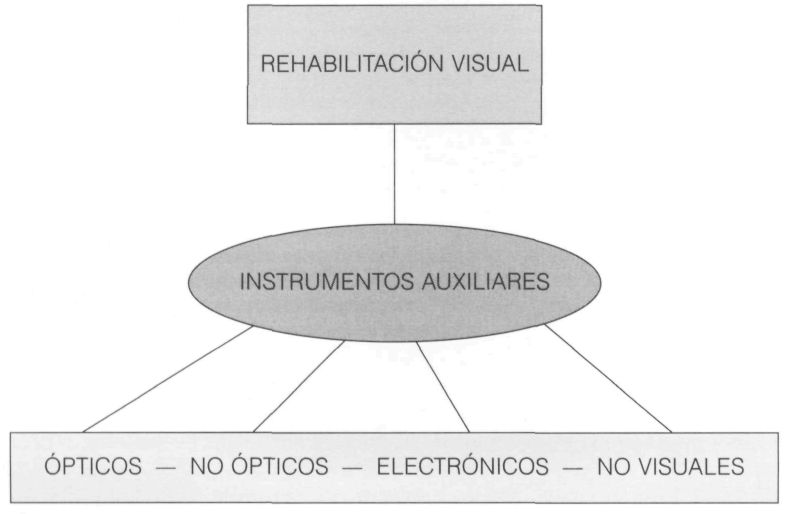 REHABILITACIÓN VISUAL
INSTRUMENTOS AUXILIARES
ÓPTICOS — NO ÓPTICOS — ELECTRÓNICOS — NO VISUALES